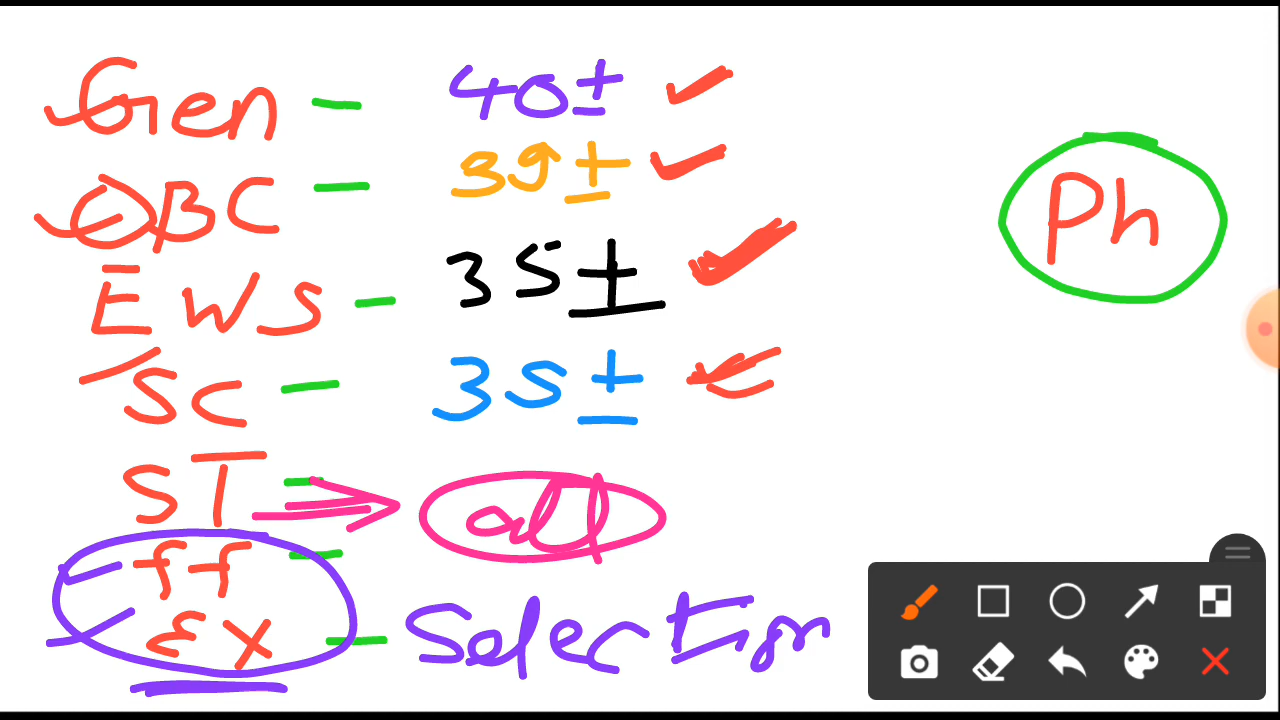 Gen - 40±
OBC - 39±
EWS - 35±
SC - 35±
ST - all
ff -
Ex - Selection
Ph